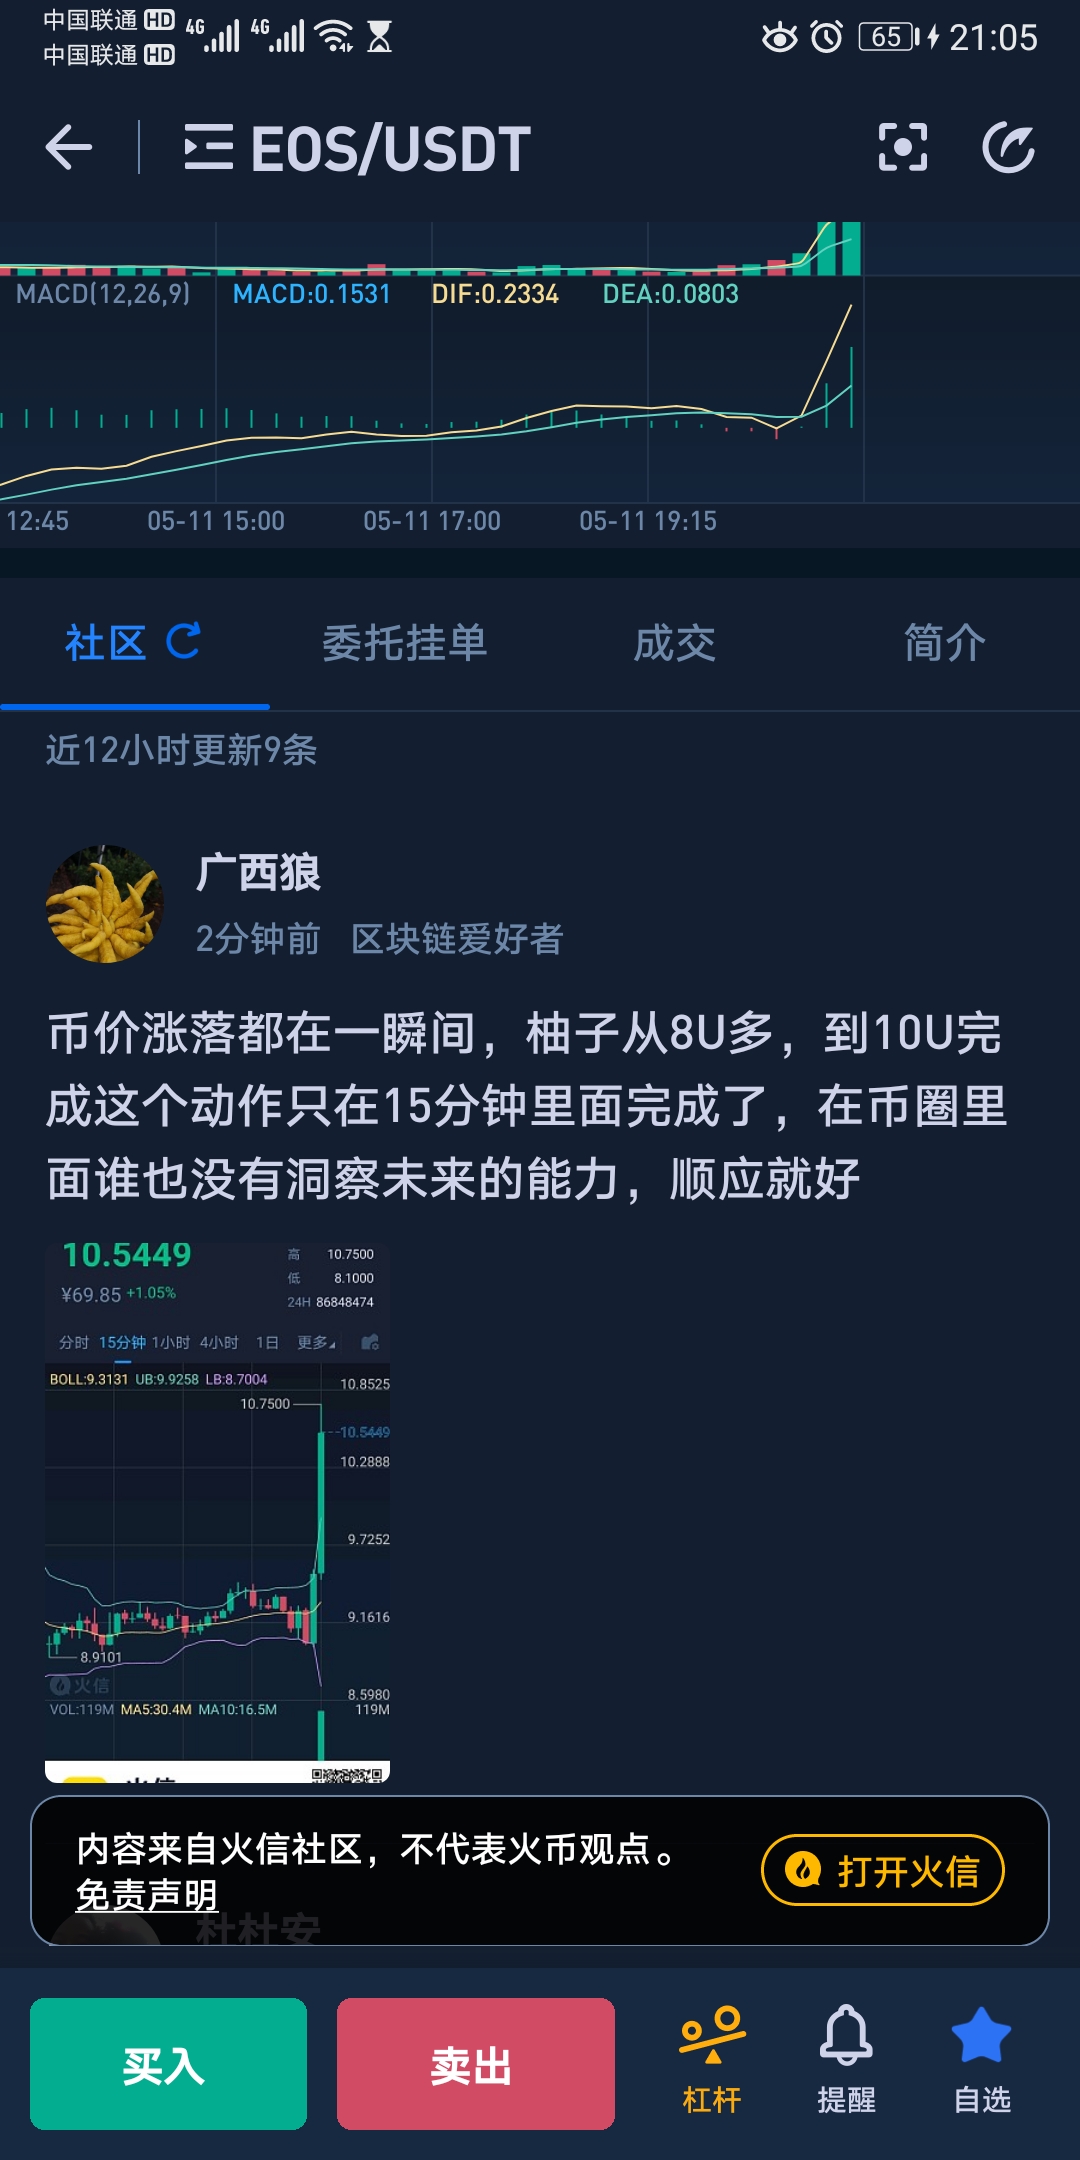 中国联通 HD 4G 4G 65 21:05
中国联通 HD
EOS/USDT
MACD(12,26,9) MACD:0.1531 DIF:0.2334 DEA:0.0803
12:45 05-11 15:00 05-11 17:00 05-11 19:15
社区 委托挂单 成交 简介
近12小时更新9条
广西狼
2分钟前 区块链爱好者
币价涨落都在一瞬间，柚子从8U多，到10U完
成这个动作只在15分钟里面完成了，在币圈里
面谁也没有洞察未来的能力，顺应就好
10.5449 高 10.7500
¥69.85 +1.05% 低 8.1000
24H 86848474
分时 15分钟 1小时 4小时 1日 更多
BOLL:9.3131 UB:9.9258 LB:8.7004
10.8525
10.7500
10.5449
10.2888
9.7252
9.1616
8.9101
火信
8.5980
VOL:119M MA5:30.4M MA10:16.5M 119M
火信
内容来自火信社区，不代表火币观点。
免责声明
打开火信
杜杜安
买入 卖出 杠杆 提醒 自选